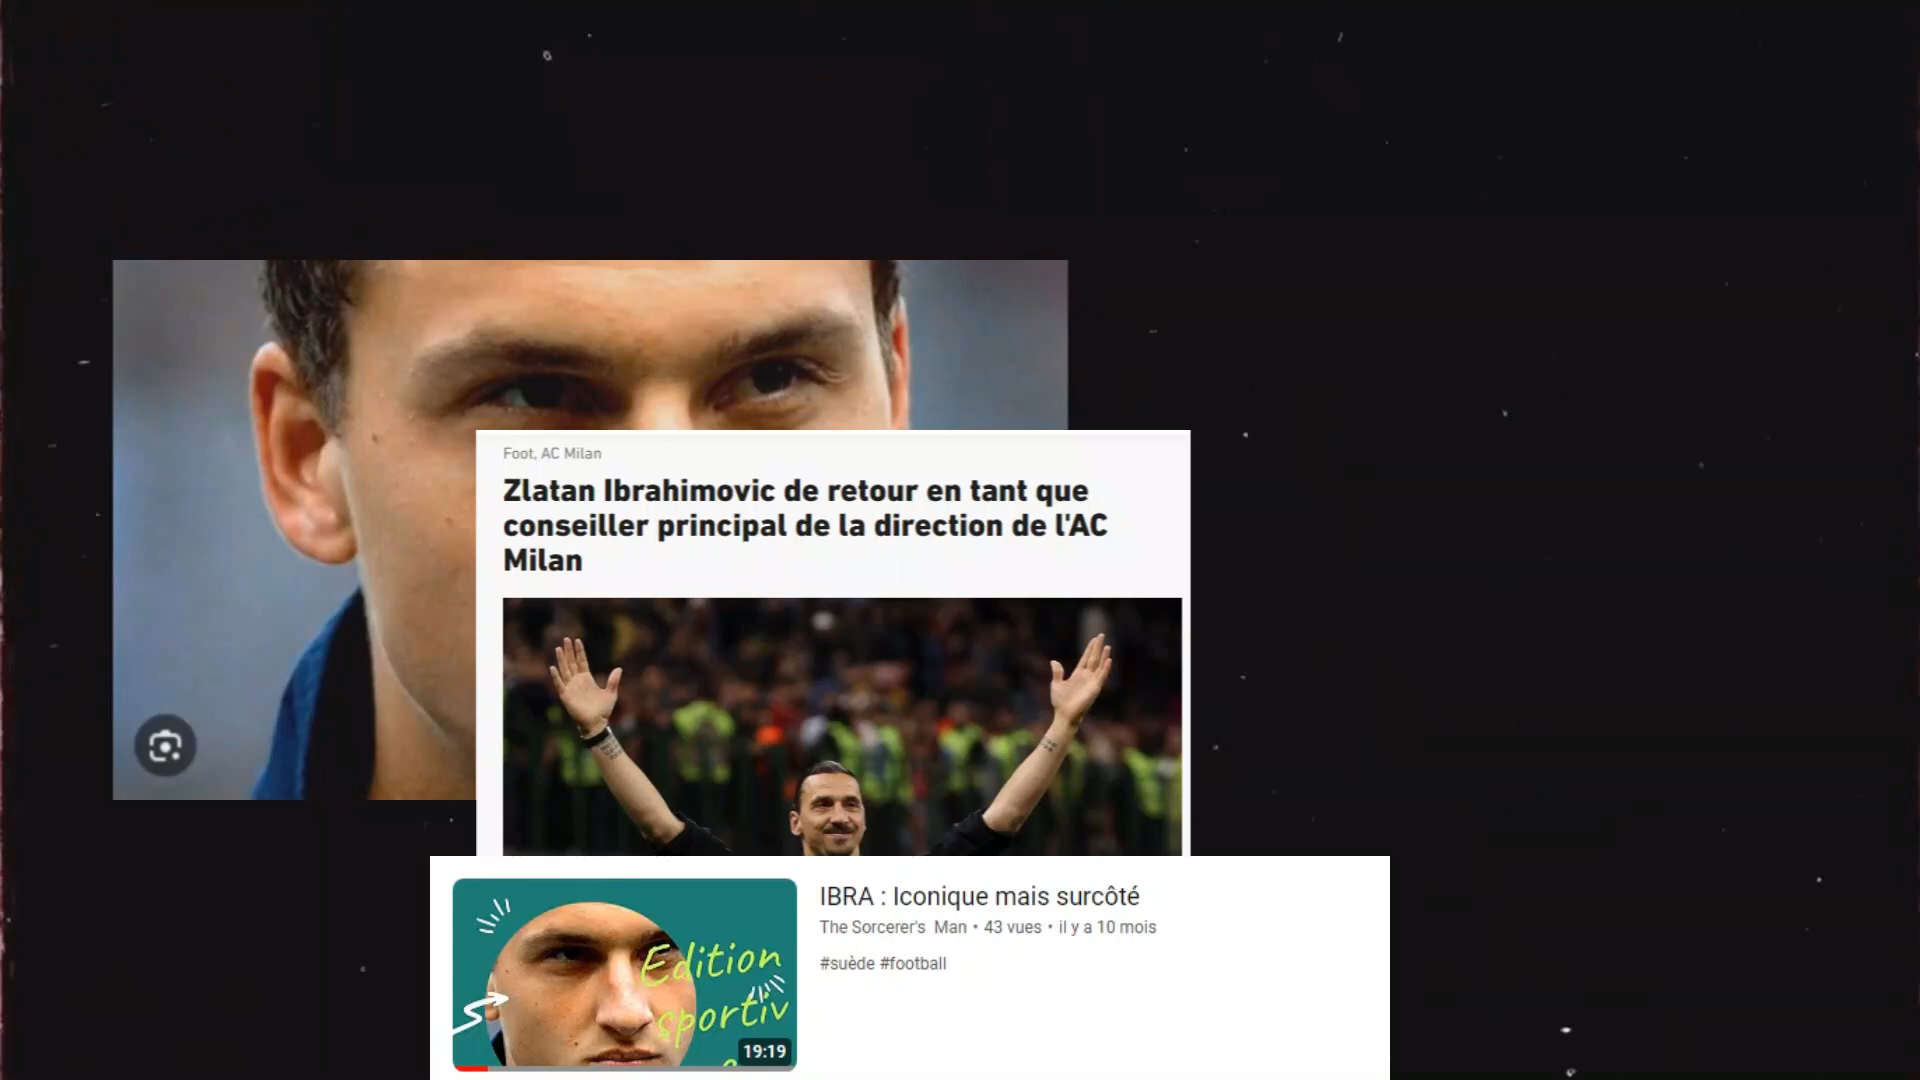 Foot, AC Milan
Zlatan Ibrahimovic de retour en tant que
conseiller principal de la direction de l'AC
Milan
IBRA : Iconique mais surcôté
The Sorcerer's Man • 43 vues • il y a 10 mois
#suède #football
Edition
sportiv
19:19